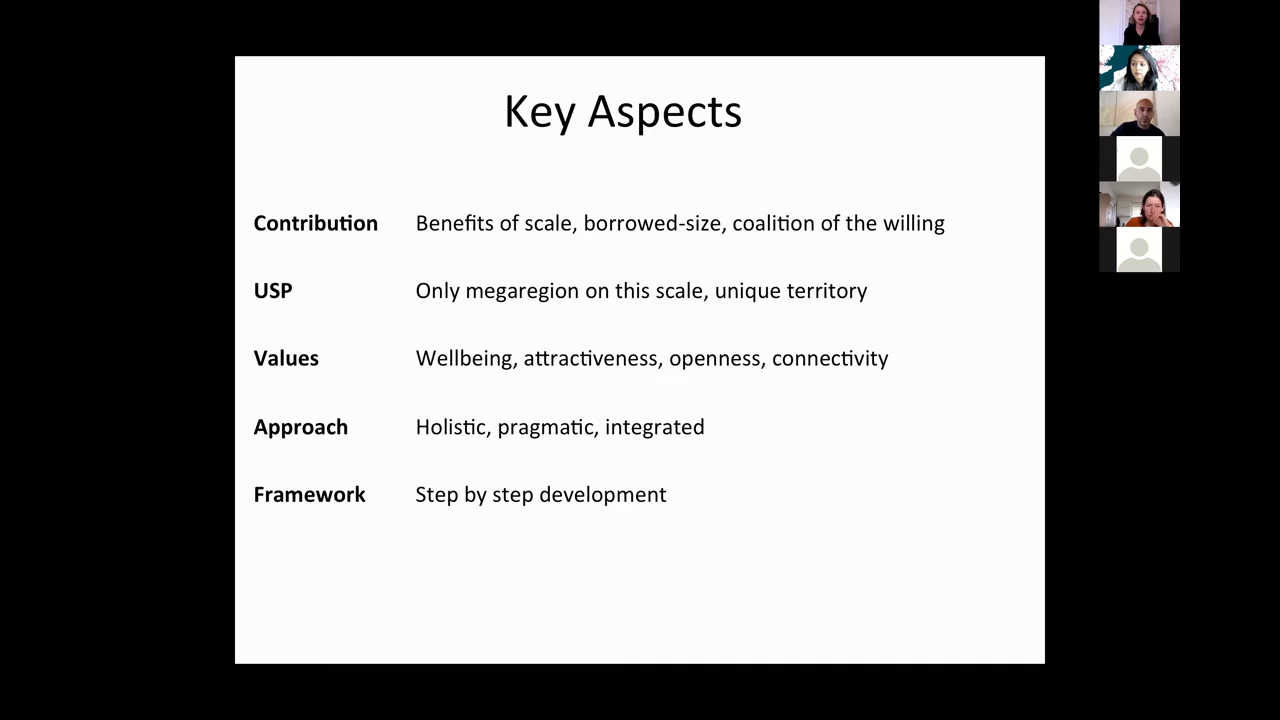 Key Aspects
Contribution Benefits of scale, borrowed-size, coalition of the willing
USP Only megaregion on this scale, unique territory
Values Wellbeing, attractiveness, openness, connectivity
Approach Holistic, pragmatic, integrated
Framework Step by step development